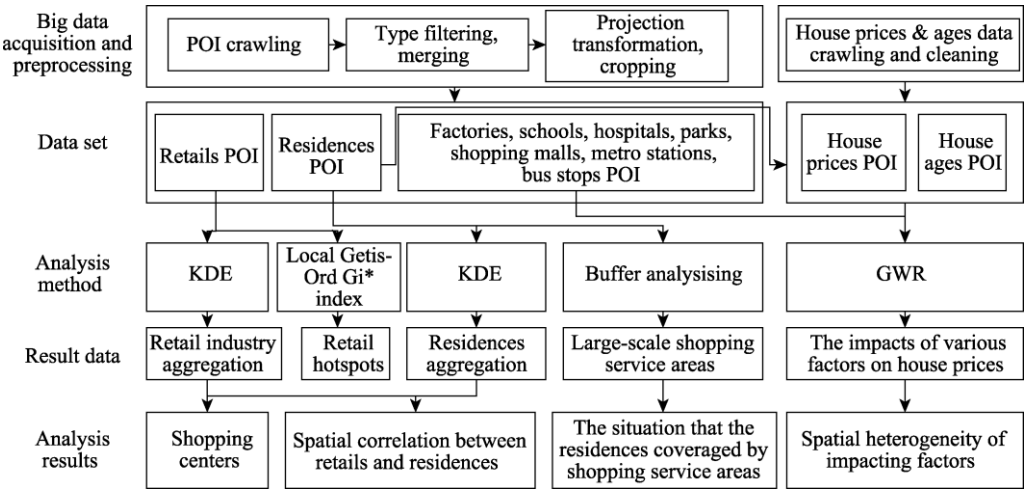 Big data
acquisition and
preprocessing
POI crawling
Type filtering,
merging
Projection
transformation,
cropping
House prices & ages data
crawling and cleaning
Data set
Retails POI
Residences
POI
Factories, schools, hospitals, parks,
shopping malls, metro stations,
bus stops POI
House
prices POI
House
ages POI
Analysis
method
KDE
Local Getis-
Ord Gi*
index
KDE
Buffer analysising
GWR
Result data
Retail industry
aggregation
Retail
hotspots
Residences
aggregation
Large-scale shopping
service areas
The impacts of various
factors on house prices
Analysis
results
Shopping
centers
Spatial correlation between
retails and residences
The situation that the
residences coveraged by
shopping service areas
Spatial heterogeneity of
impacting factors